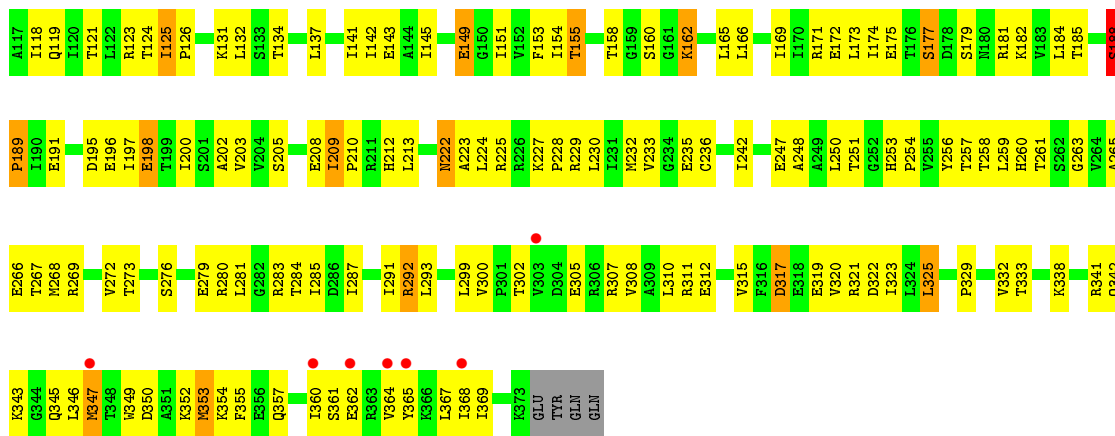 A117 I118 Q119 I120 T121 L122 R123 T124 I125 P126 K131 L132 S133 T134 L137 I141 I142 E143 A144 I145 E149 G150 I151 V152 F153 I154 T155 T158 G159 S160 G161 K162 L165 L166 I169 I170 R171 E172 L173 I174 E175 T176 S177 D178 S179 N180 R181 K182 V183 L184 T185 S188
P189 I190 E191 D195 E196 I197 E198 T199 I200 S201 A202 V203 V204 S205 E208 I209 P210 R211 H212 L213 N222 A223 L224 R225 R226 K227 P228 R229 L230 I231 M232 V233 G234 E235 C236 I242 E247 A248 A249 L250 T251 G252 H253 P254 V255 Y256 T257 T258 L259 H260 T261 S262 G263 V264 A265
E266 T267 M268 R269 V272 T273 S276 E279 R280 L281 G282 R283 T284 I285 D286 I287 I291 R292 L293 L299 V300 P301 T302 V303 D304 E305 R306 R307 V308 A309 L310 R311 E312 V315 F316 D317 E318 E319 V320 R321 D322 I323 L324 L325 P329 V332 T333 K338 R341 Q342
K343 G344 Q345 L346 M347 T348 W349 D350 A351 K352 M353 K354 F355 E356 Q357 I360 S361 E362 R363 V364 Y365 K366 L367 I368 I369 K373 GLU TYR GLN GLN